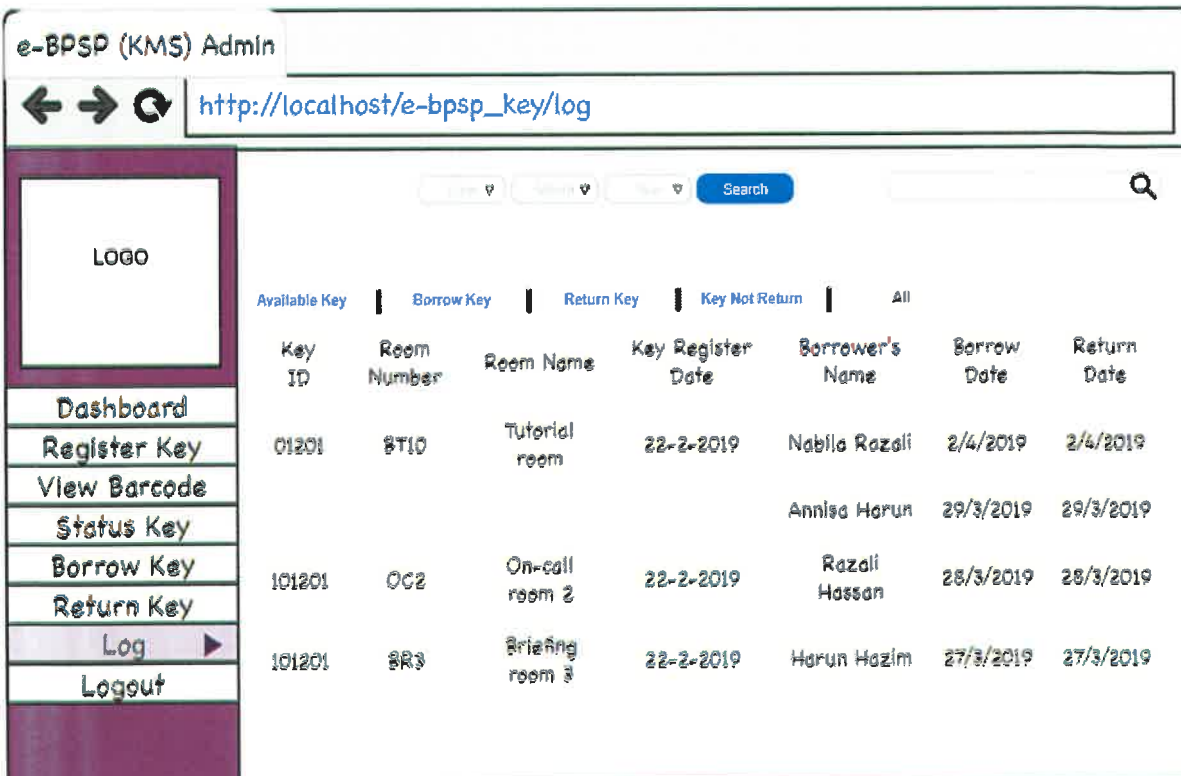 e-BPSP (KMS) Admin
http://localhost/e-bpsp_key/log
Search
LOGO
Available Key | Borrow Key | Return Key | Key Not Return | All
Key ID Room Number Room Name Key Register Date Borrower's Name Borrow Date Return Date
01201 BT10 Tutorial room 22-2-2019 Nabila Razali 2/4/2019 2/4/2019
Annisa Harun 29/3/2019 29/3/2019
101201 OC2 On-call room 2 22-2-2019 Razali Hassan 28/3/2019 28/3/2019
101201 BR3 Briefing room 3 22-2-2019 Harun Hazim 27/3/2019 27/3/2019
Dashboard
Register Key
View Barcode
Status Key
Borrow Key
Return Key
Log
Logout